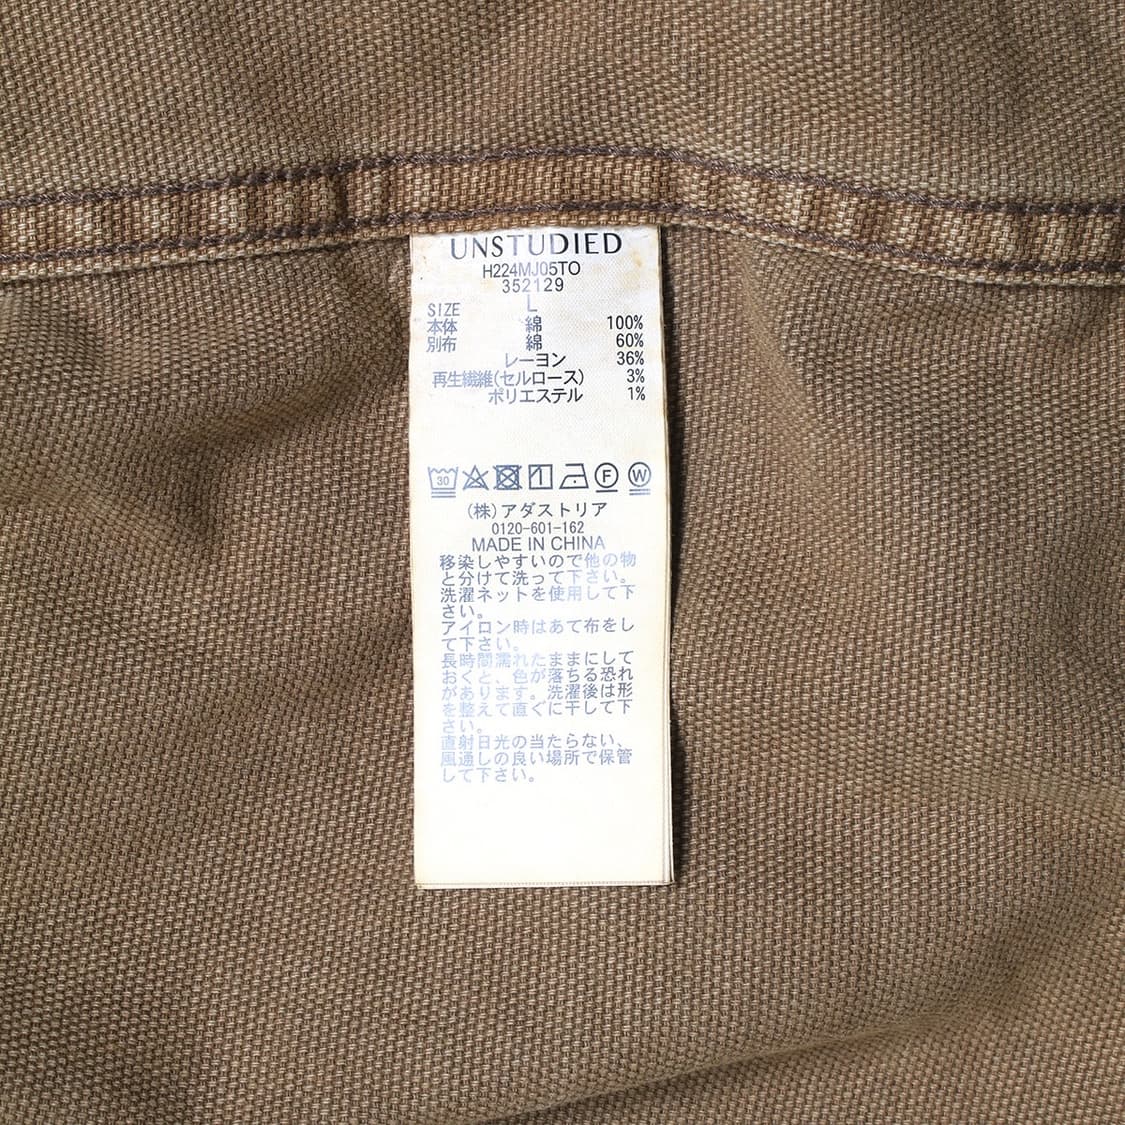 UNSTUDIED
H224MJ05TO
352129
SIZE L
本体 綿 100%
別布 綿 60%
レーヨン 36%
再生繊維(セルロース) 3%
ポリエステル 1%
30 F W
(株)アダストリア
0120-601-162
MADE IN CHINA
移染しやすいので他の物
と分けて洗って下さい。
洗濯ネットを使用して下
さい。
アイロン時はあて布をし
て下さい。
長時間濡れたままにして
おくと、色が落ちる恐れ
があります。洗濯後は形
を整えて直ぐに干して下
さい。
直射日光の当たらない、
風通しの良い場所で保管
して下さい。